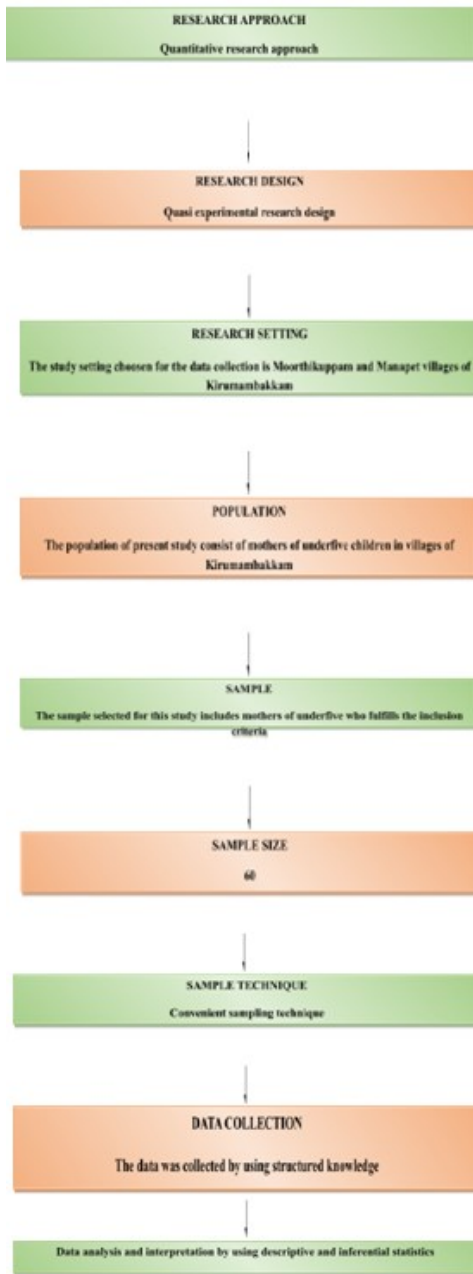 RESEARCH APPROACH
Quantitative research approach
RESEARCH DESIGN
Quasi experimental research design
RESEARCH SETTING
The study setting choosen for the data collection is Moorthikuppam and Manapet villages of
Kirumambakkam
POPULATION
The population of present study consist of mothers of underfive children in villages of
Kirumambakkam
SAMPLE
The sample selected for this study includes mothers of underfive who fulfills the inclusion
criteria
SAMPLE SIZE
60
SAMPLE TECHNIQUE
Convenient sampling technique
DATA COLLECTION
The data was collected by using structured knowledge
Data analysis and interpretation by using descriptive and inferential statistics